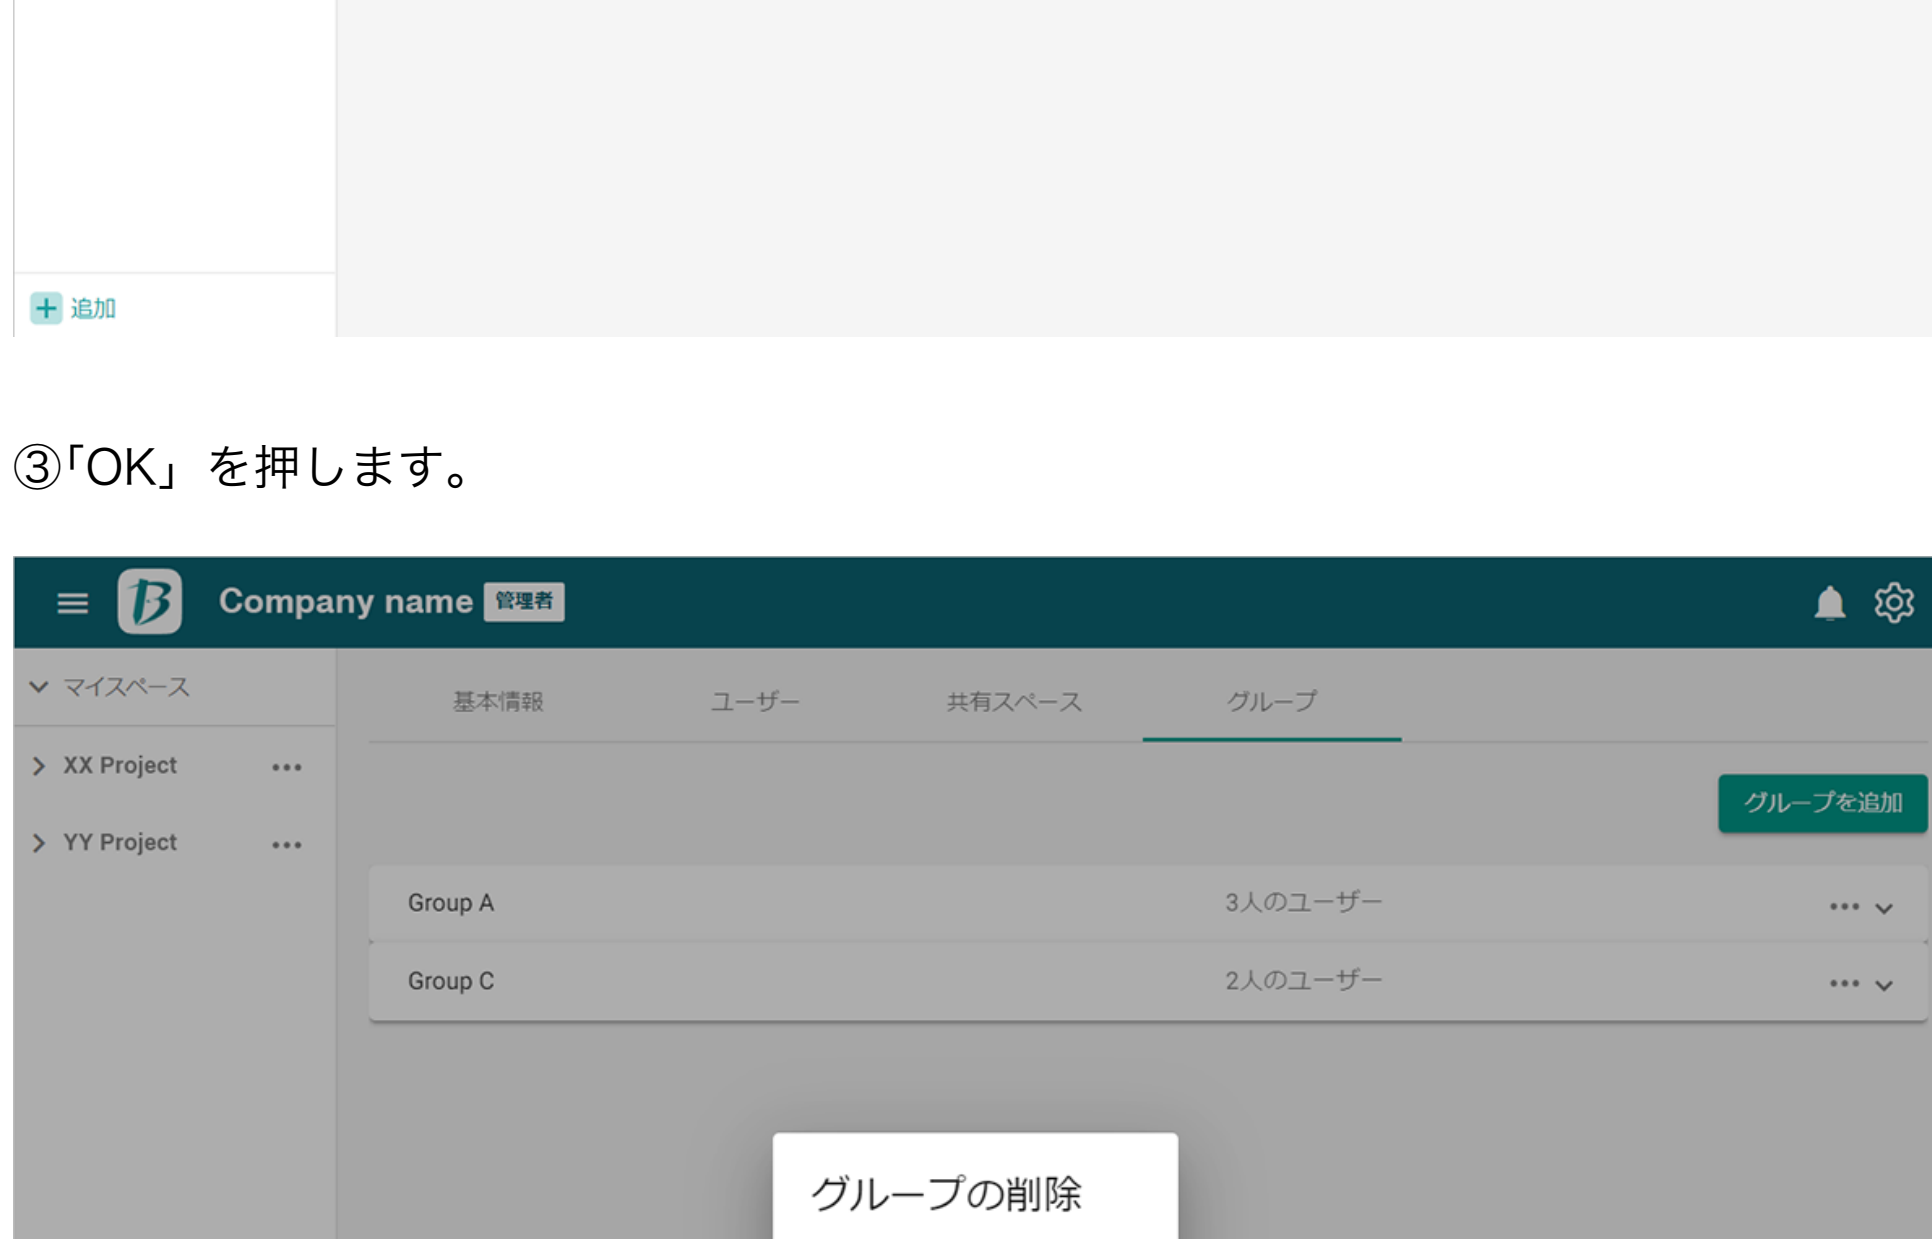 追加
③「OK」を押します。
Company name 管理者
マイスペース
基本情報 ユーザー 共有スペース グループ
XX Project
グループを追加
YY Project
Group A 3人のユーザー
Group C 2人のユーザー
グループの削除